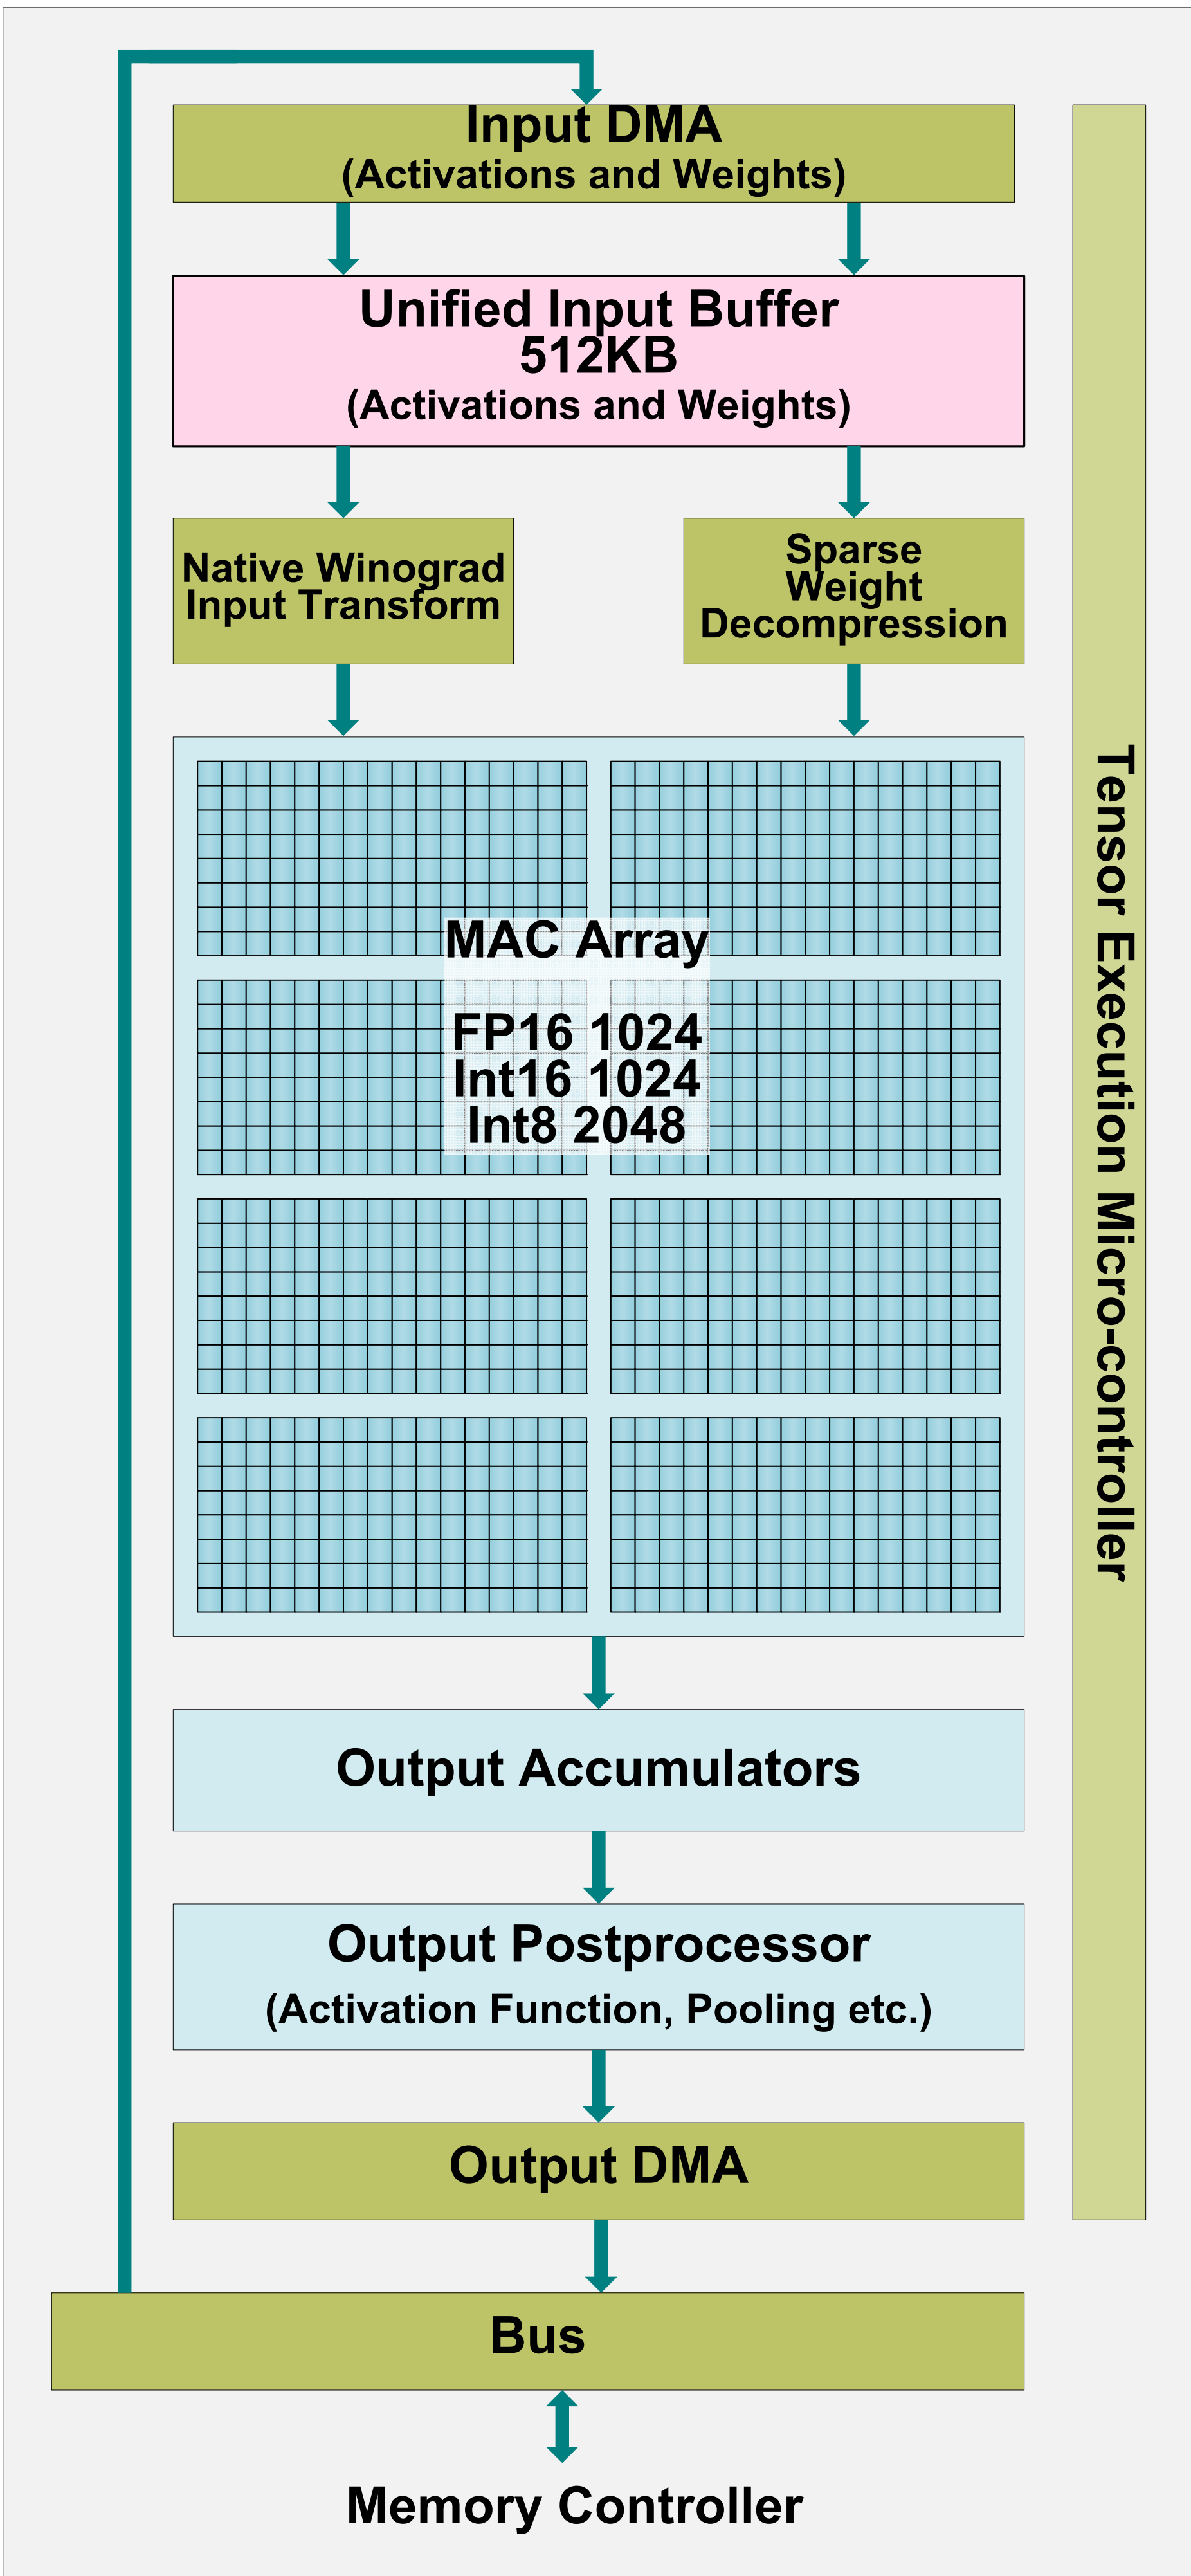 Input DMA
(Activations and Weights)
Unified Input Buffer
512KB
(Activations and Weights)
Native Winograd
Input Transform
Sparse
Weight
Decompression
MAC Array
FP16 1024
Int16 1024
Int8 2048
Tensor Execution Micro-controller
Output Accumulators
Output Postprocessor
(Activation Function, Pooling etc.)
Output DMA
Bus
Memory Controller